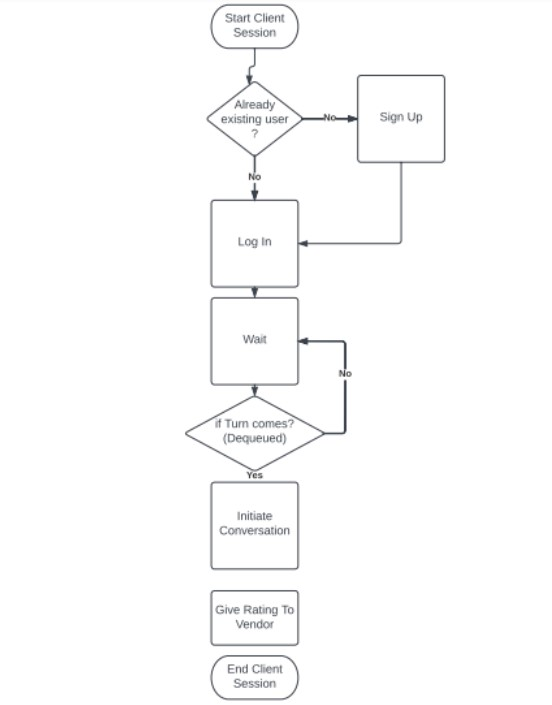 Start Client
Session
Already
existing user
?
No
Sign Up
No
Log In
Wait
No
if Turn comes?
(Dequeued)
Yes
Initiate
Conversation
Give Rating To
Vendor
End Client
Session